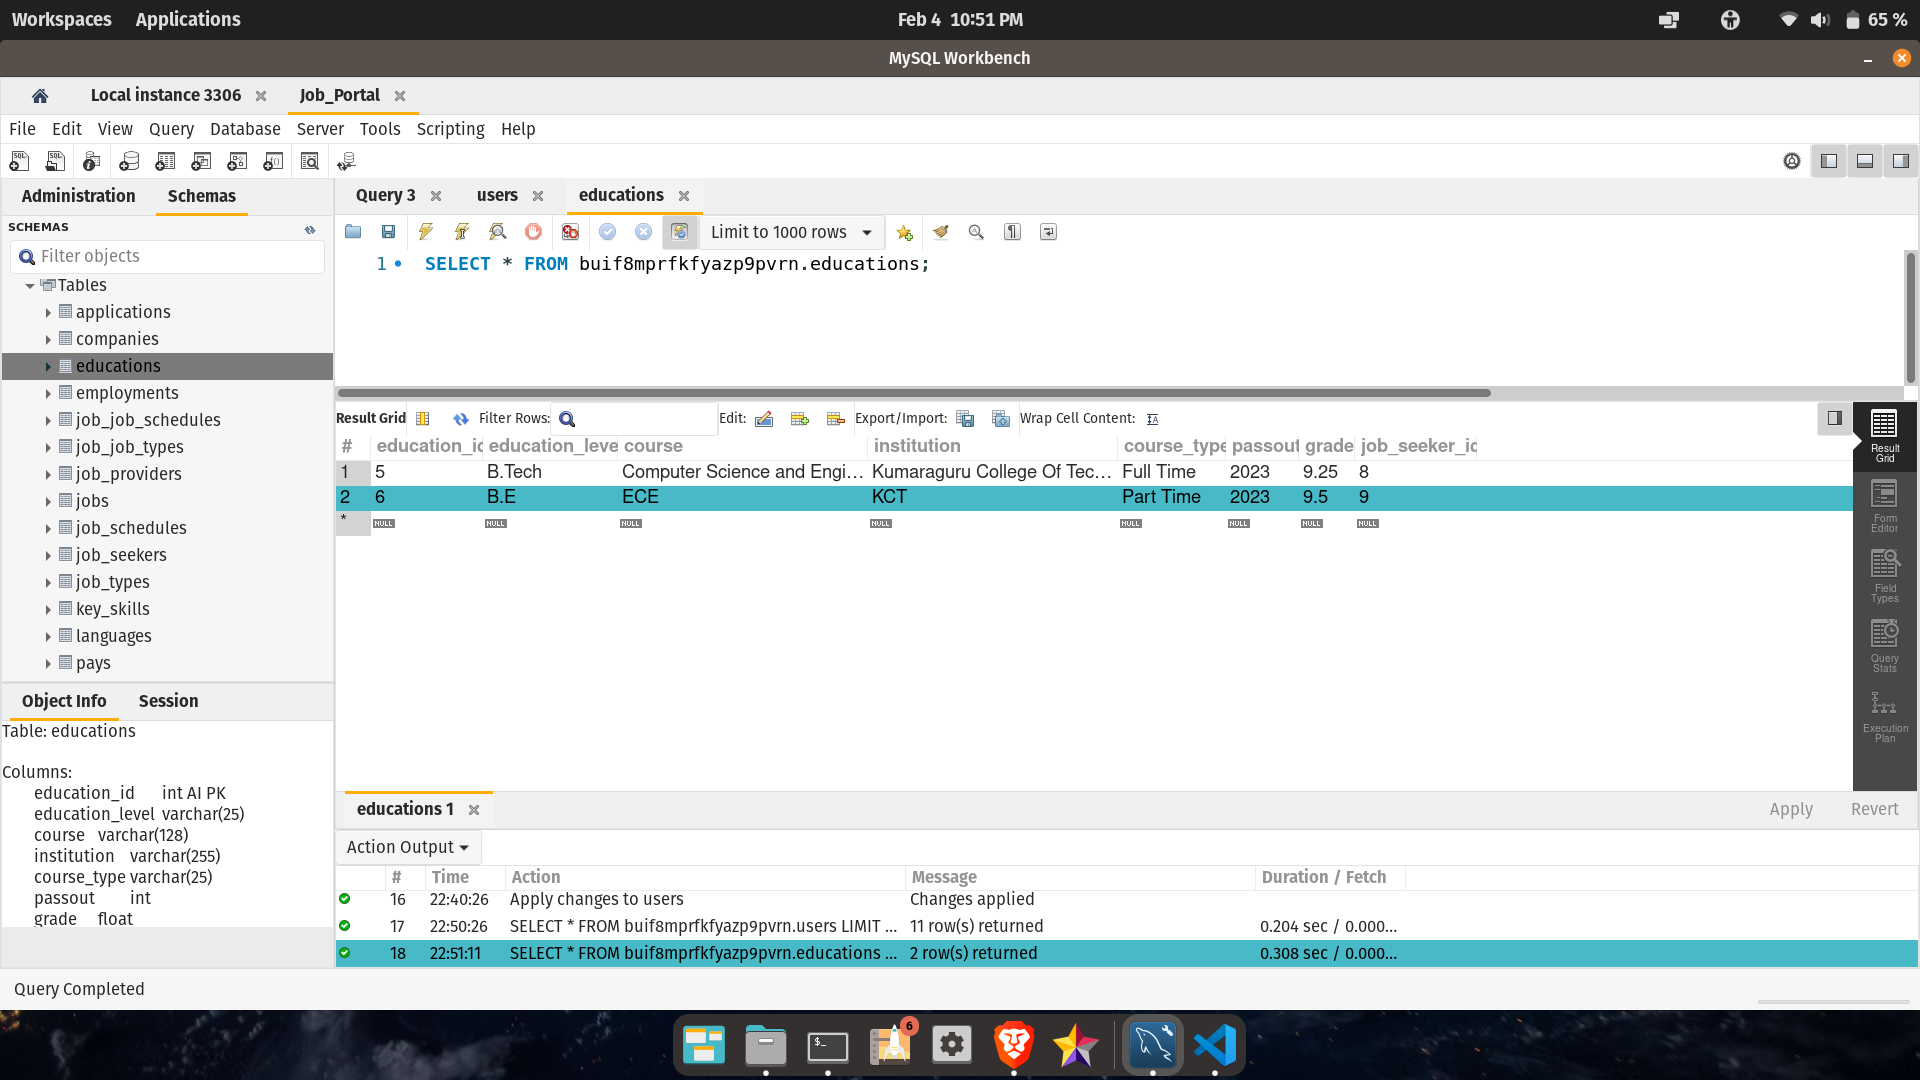 Workspaces Applications Feb 4 10:51 PM 65 %
MySQL Workbench
Local instance 3306 Job_Portal
File Edit View Query Database Server Tools Scripting Help
Administration Schemas Query 3 users educations
SCHEMAS
Limit to 1000 rows
Filter objects
1 SELECT * FROM buif8mprfkfyazp9pvrn.educations;
Tables
applications
companies
educations
employments
job_job_schedules
job_job_types
job_providers
jobs
job_schedules
job_seekers
job_types
key_skills
languages
pays
Result Grid Filter Rows: Edit: Export/Import: Wrap Cell Content:
# education_id education_leve course institution course_type passout grade job_seeker_id
1 5 B.Tech Computer Science and Engi... Kumaraguru College Of Tec... Full Time 2023 9.25 8
2 6 B.E ECE KCT Part Time 2023 9.5 9
* NULL NULL NULL NULL NULL NULL NULL NULL
Result
Grid
Form
Editor
Field
Types
Query
Stats
Execution
Plan
Object Info Session
Table: educations
Columns:
education_id int AI PK
education_level varchar(25)
course varchar(128)
institution varchar(255)
course_type varchar(25)
passout int
grade float
educations 1 Apply Revert
Action Output
# Time Action Message Duration / Fetch
16 22:40:26 Apply changes to users Changes applied
17 22:50:26 SELECT * FROM buif8mprfkfyazp9pvrn.users LIMIT ... 11 row(s) returned 0.204 sec / 0.000...
18 22:51:11 SELECT * FROM buif8mprfkfyazp9pvrn.educations ... 2 row(s) returned 0.308 sec / 0.000...
Query Completed
6